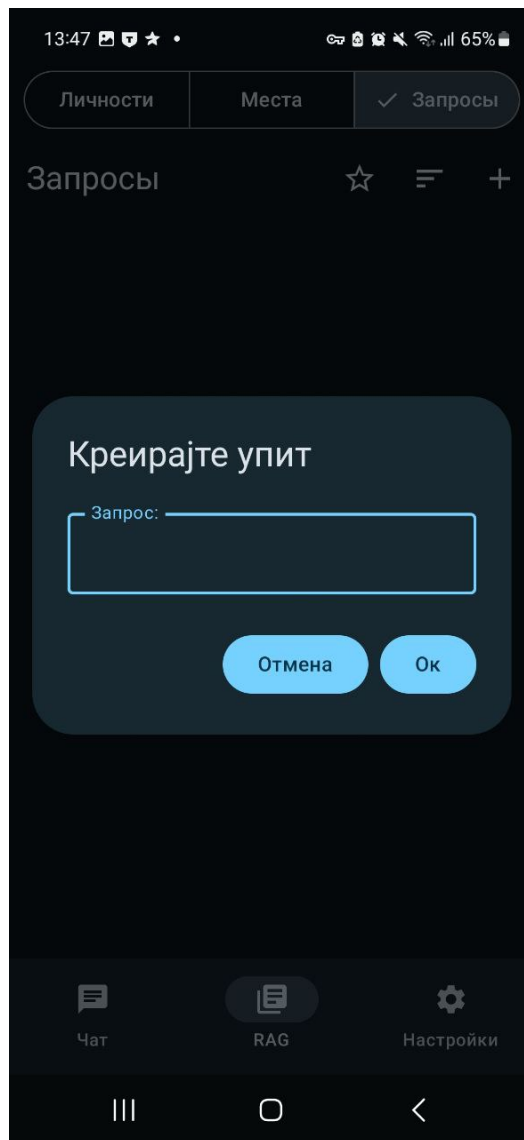 13:47 65%
Личности Места Запросы
Запросы
Креирајте упит
Запрос:
Отмена Ок
Чат RAG Настройки